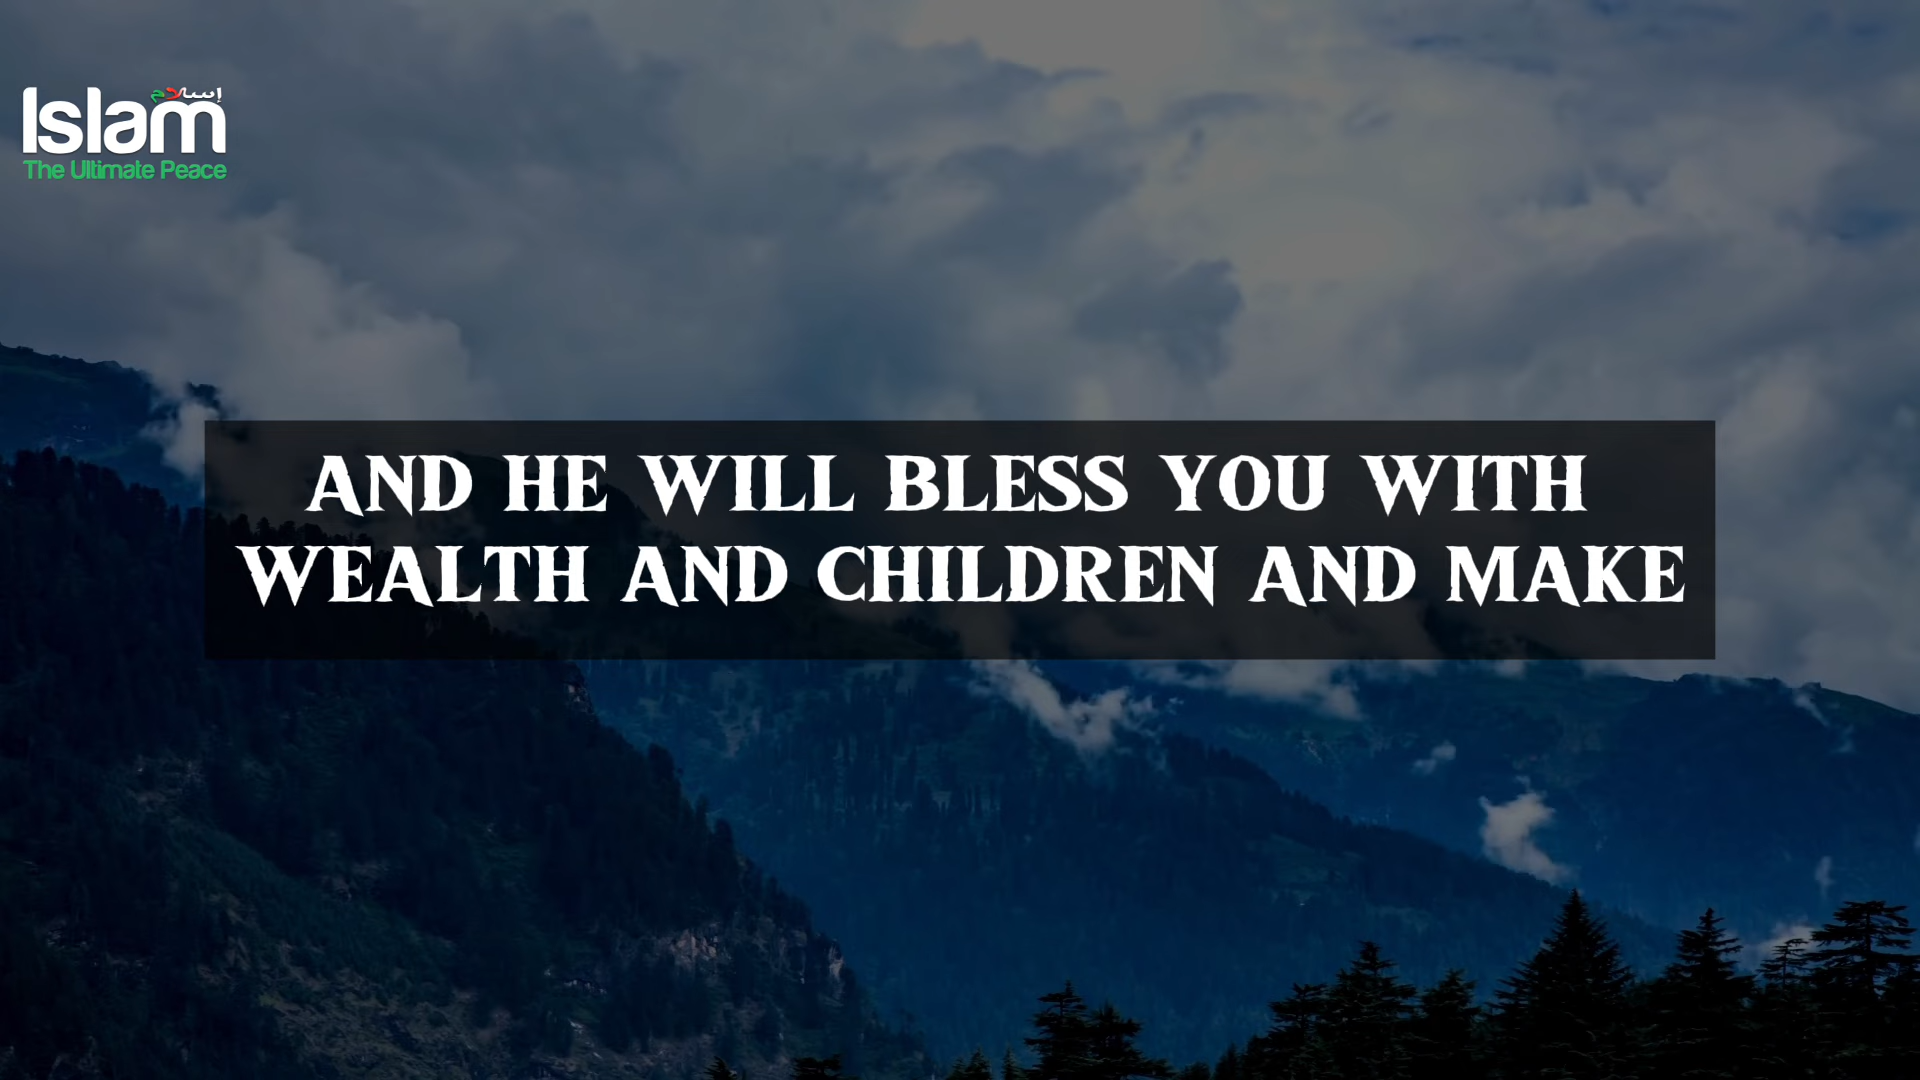 إسلام
Islam
The Ultimate Peace
AND HE WILL BLESS YOU WITH
WEALTH AND CHILDREN AND MAKE